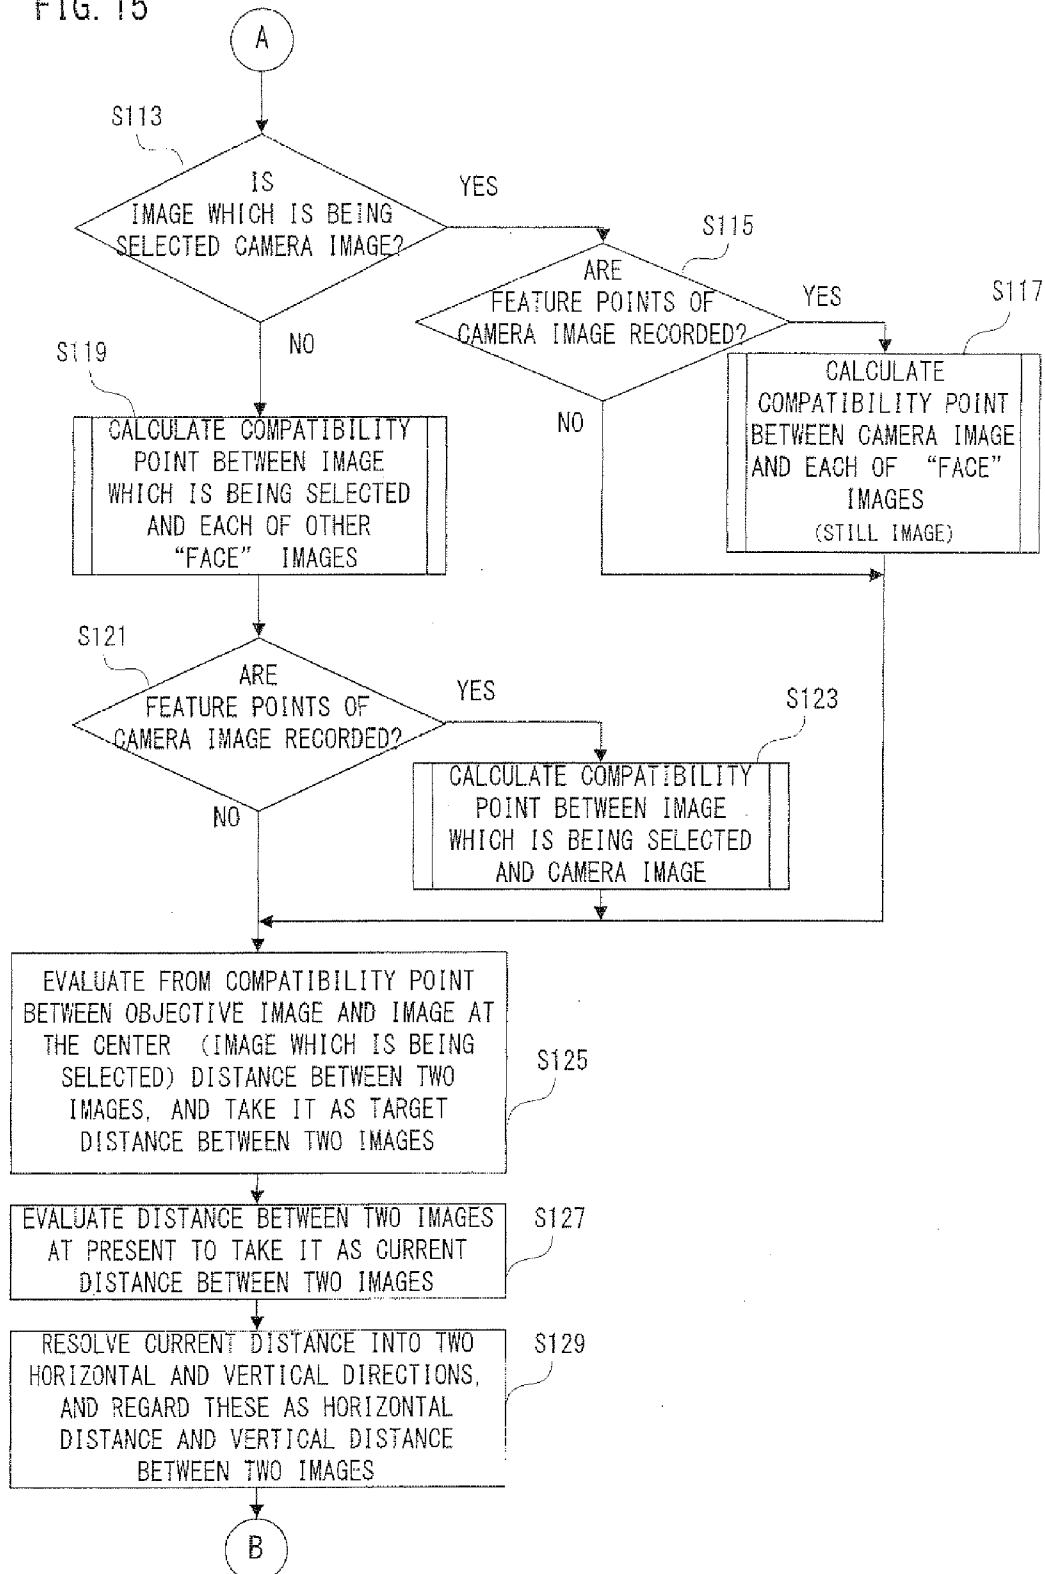 FIG. 15
A
S113
IS
IMAGE WHICH IS BEING
SELECTED CAMERA IMAGE?
YES
NO
S115
ARE
FEATURE POINTS OF
CAMERA IMAGE RECORDED?
YES
NO
S117
CALCULATE
COMPATIBILITY POINT
BETWEEN CAMERA IMAGE
AND EACH OF “FACE”
IMAGES
(STILL IMAGE)
S119
CALCULATE COMPATIBILITY
POINT BETWEEN IMAGE
WHICH IS BEING SELECTED
AND EACH OF OTHER
“FACE” IMAGES
S121
ARE
FEATURE POINTS OF
CAMERA IMAGE RECORDED?
YES
NO
S123
CALCULATE COMPATIBILITY
POINT BETWEEN IMAGE
WHICH IS BEING SELECTED
AND CAMERA IMAGE
EVALUATE FROM COMPATIBILITY POINT
BETWEEN OBJECTIVE IMAGE AND IMAGE AT
THE CENTER (IMAGE WHICH IS BEING
SELECTED) DISTANCE BETWEEN TWO
IMAGES, AND TAKE IT AS TARGET
DISTANCE BETWEEN TWO IMAGES
S125
EVALUATE DISTANCE BETWEEN TWO IMAGES
AT PRESENT TO TAKE IT AS CURRENT
DISTANCE BETWEEN TWO IMAGES
S127
RESOLVE CURRENT DISTANCE INTO TWO
HORIZONTAL AND VERTICAL DIRECTIONS,
AND REGARD THESE AS HORIZONTAL
DISTANCE AND VERTICAL DISTANCE
BETWEEN TWO IMAGES
S129
B